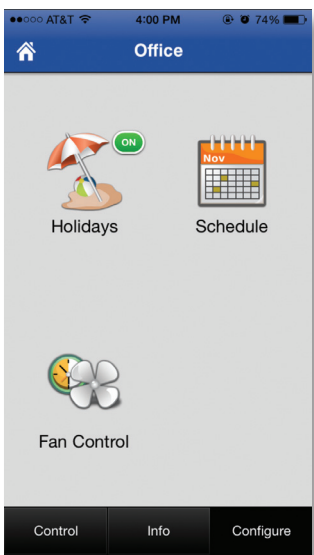 AT&T 4:00 PM 74%
Office
ON
Nov
Holidays Schedule
Fan Control
Control Info Configure